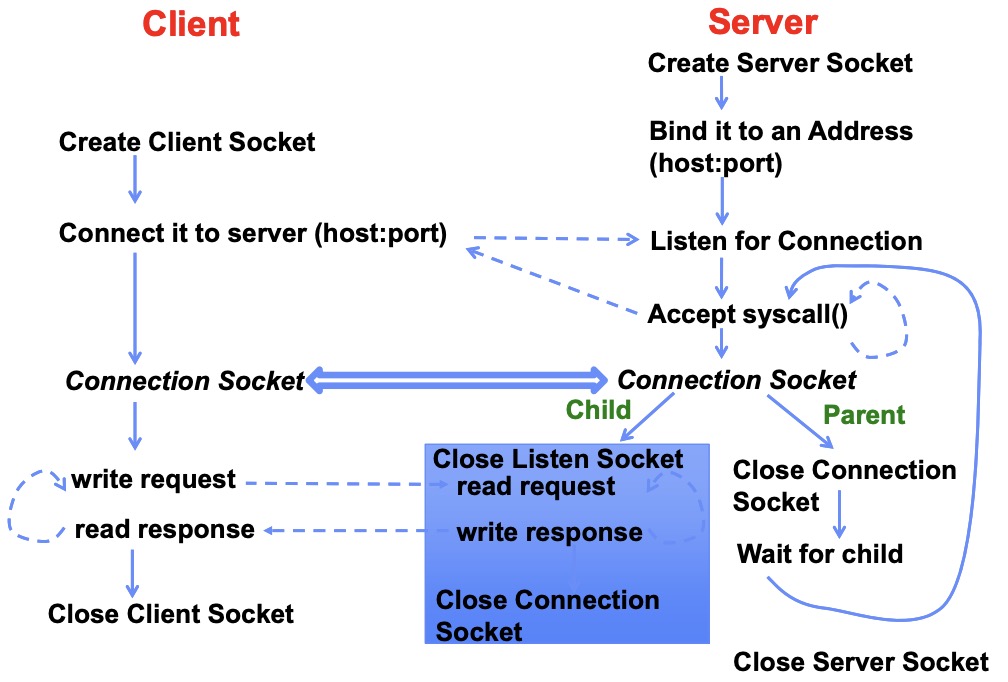 Client
Server
Create Server Socket
Create Client Socket
Bind it to an Address
(host:port)
Connect it to server (host:port)
Listen for Connection
Accept syscall()
Connection Socket
Connection Socket
Child
Parent
Close Listen Socket
read request
write request
Close Connection
Socket
read response
write response
Wait for child
Close Client Socket
Close Connection
Socket
Close Server Socket